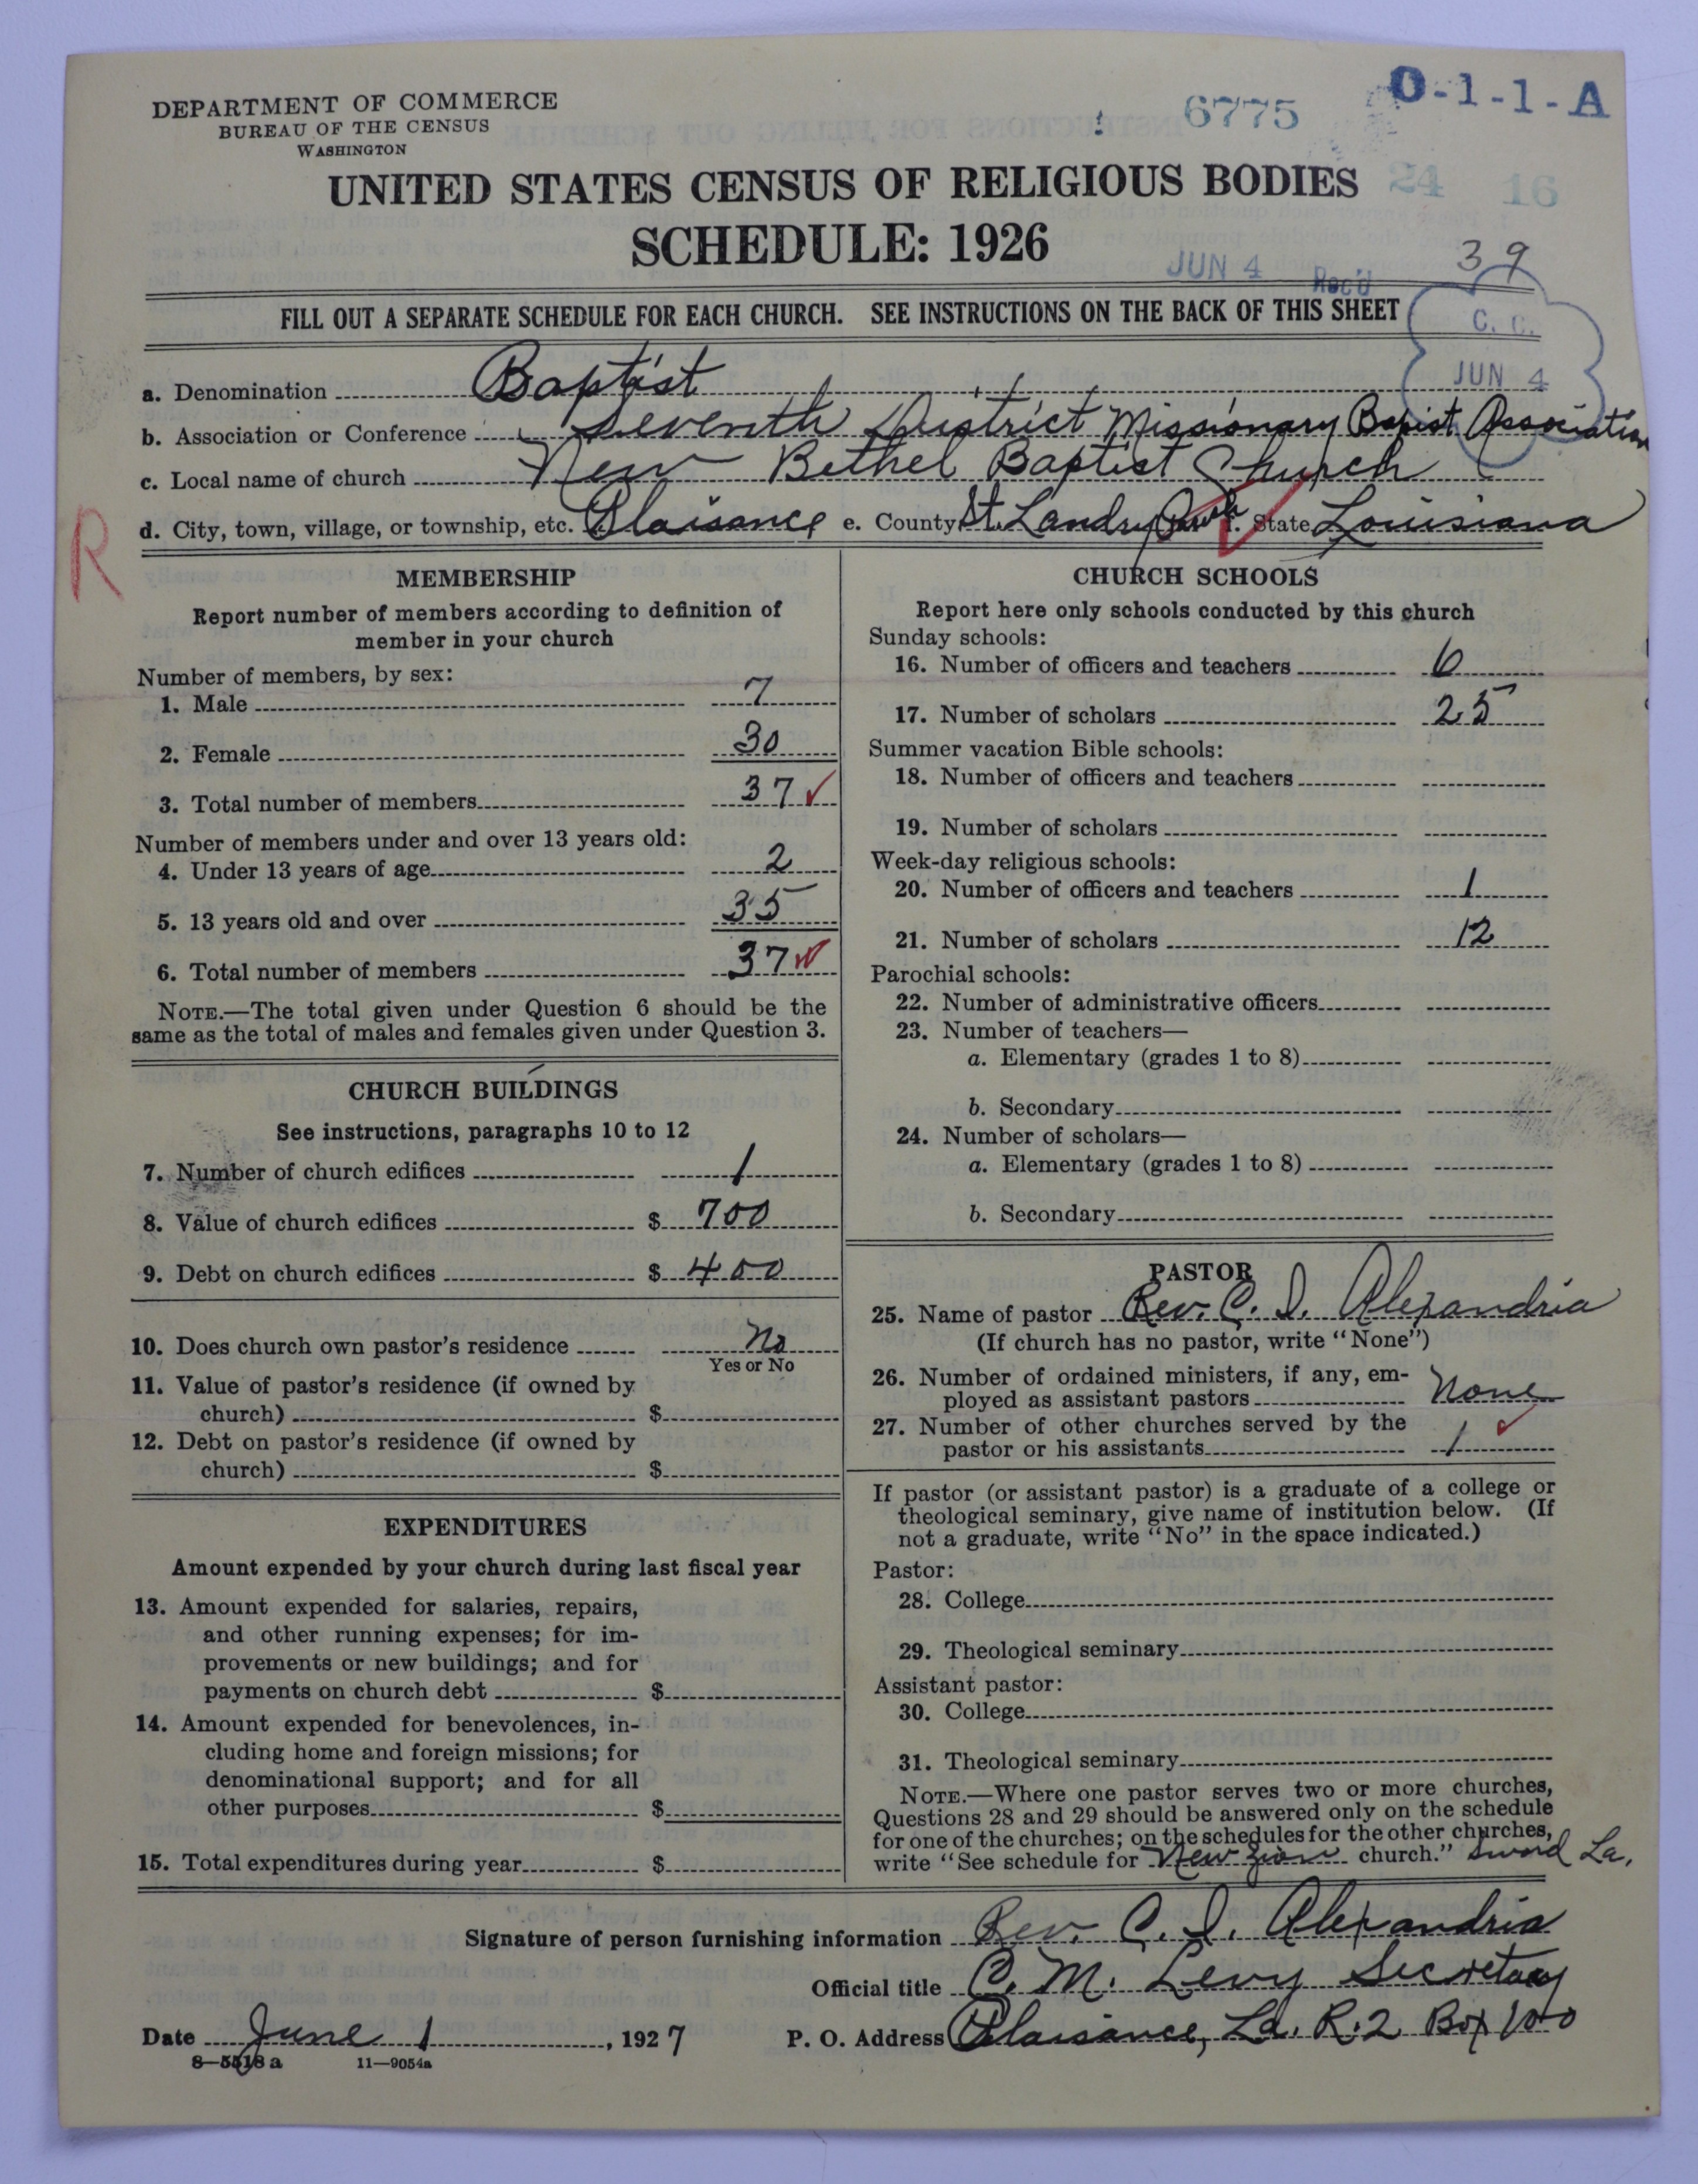 DEPARTMENT OF COMMERCE
BUREAU OF THE CENSUS
WASHINGTON
6775
O-1-1-A
UNITED STATES CENSUS OF RELIGIOUS BODIES
24 16
SCHEDULE: 1926
JUN 4 Rec'd
39
FILL OUT A SEPARATE SCHEDULE FOR EACH CHURCH. SEE INSTRUCTIONS ON THE BACK OF THIS SHEET
C. C.
JUN 4
a. Denomination Baptist
b. Association or Conference Seventh District Missionary Bapist Association
c. Local name of church New Bethel Baptist Church
d. City, town, village, or township, etc. Plaisance e. County St. Landry Parish f. State Louisiana
R
MEMBERSHIP
Report number of members according to definition of
member in your church
Number of members, by sex:
1. Male 7
2. Female 30
3. Total number of members 37
Number of members under and over 13 years old:
4. Under 13 years of age 2
5. 13 years old and over 35
6. Total number of members 37
NOTE.—The total given under Question 6 should be the
same as the total of males and females given under Question 3.
CHURCH BUILDINGS
See instructions, paragraphs 10 to 12
7. Number of church edifices 1
8. Value of church edifices $ 700
9. Debt on church edifices $ 400
10. Does church own pastor's residence No
Yes or No
11. Value of pastor's residence (if owned by
church) $
12. Debt on pastor's residence (if owned by
church) $
EXPENDITURES
Amount expended by your church during last fiscal year
13. Amount expended for salaries, repairs,
and other running expenses; for im-
provements or new buildings; and for
payments on church debt $
14. Amount expended for benevolences, in-
cluding home and foreign missions; for
denominational support; and for all
other purposes $
15. Total expenditures during year $
CHURCH SCHOOLS
Report here only schools conducted by this church
Sunday schools:
16. Number of officers and teachers 6
17. Number of scholars 25
Summer vacation Bible schools:
18. Number of officers and teachers
19. Number of scholars
Week-day religious schools:
20. Number of officers and teachers 1
21. Number of scholars 12
Parochial schools:
22. Number of administrative officers
23. Number of teachers—
a. Elementary (grades 1 to 8)
b. Secondary
24. Number of scholars—
a. Elementary (grades 1 to 8)
b. Secondary
PASTOR
25. Name of pastor Rev. C. I. Alexandria
(If church has no pastor, write "None")
26. Number of ordained ministers, if any, em-
ployed as assistant pastors None
27. Number of other churches served by the
pastor or his assistants 1
If pastor (or assistant pastor) is a graduate of a college or
theological seminary, give name of institution below. (If
not a graduate, write "No" in the space indicated.)
Pastor:
28. College
29. Theological seminary
Assistant pastor:
30. College
31. Theological seminary
NOTE.—Where one pastor serves two or more churches,
Questions 28 and 29 should be answered only on the schedule
for one of the churches; on the schedules for the other churches,
write "See schedule for New Zion church." Sword La.
Signature of person furnishing information Rev. C. I. Alexandria
Official title C. M. Levy Secretary
Date June 1, 1927 P. O. Address Plaisance, La. R.2 Box 100
8—5518 a 11—9054a